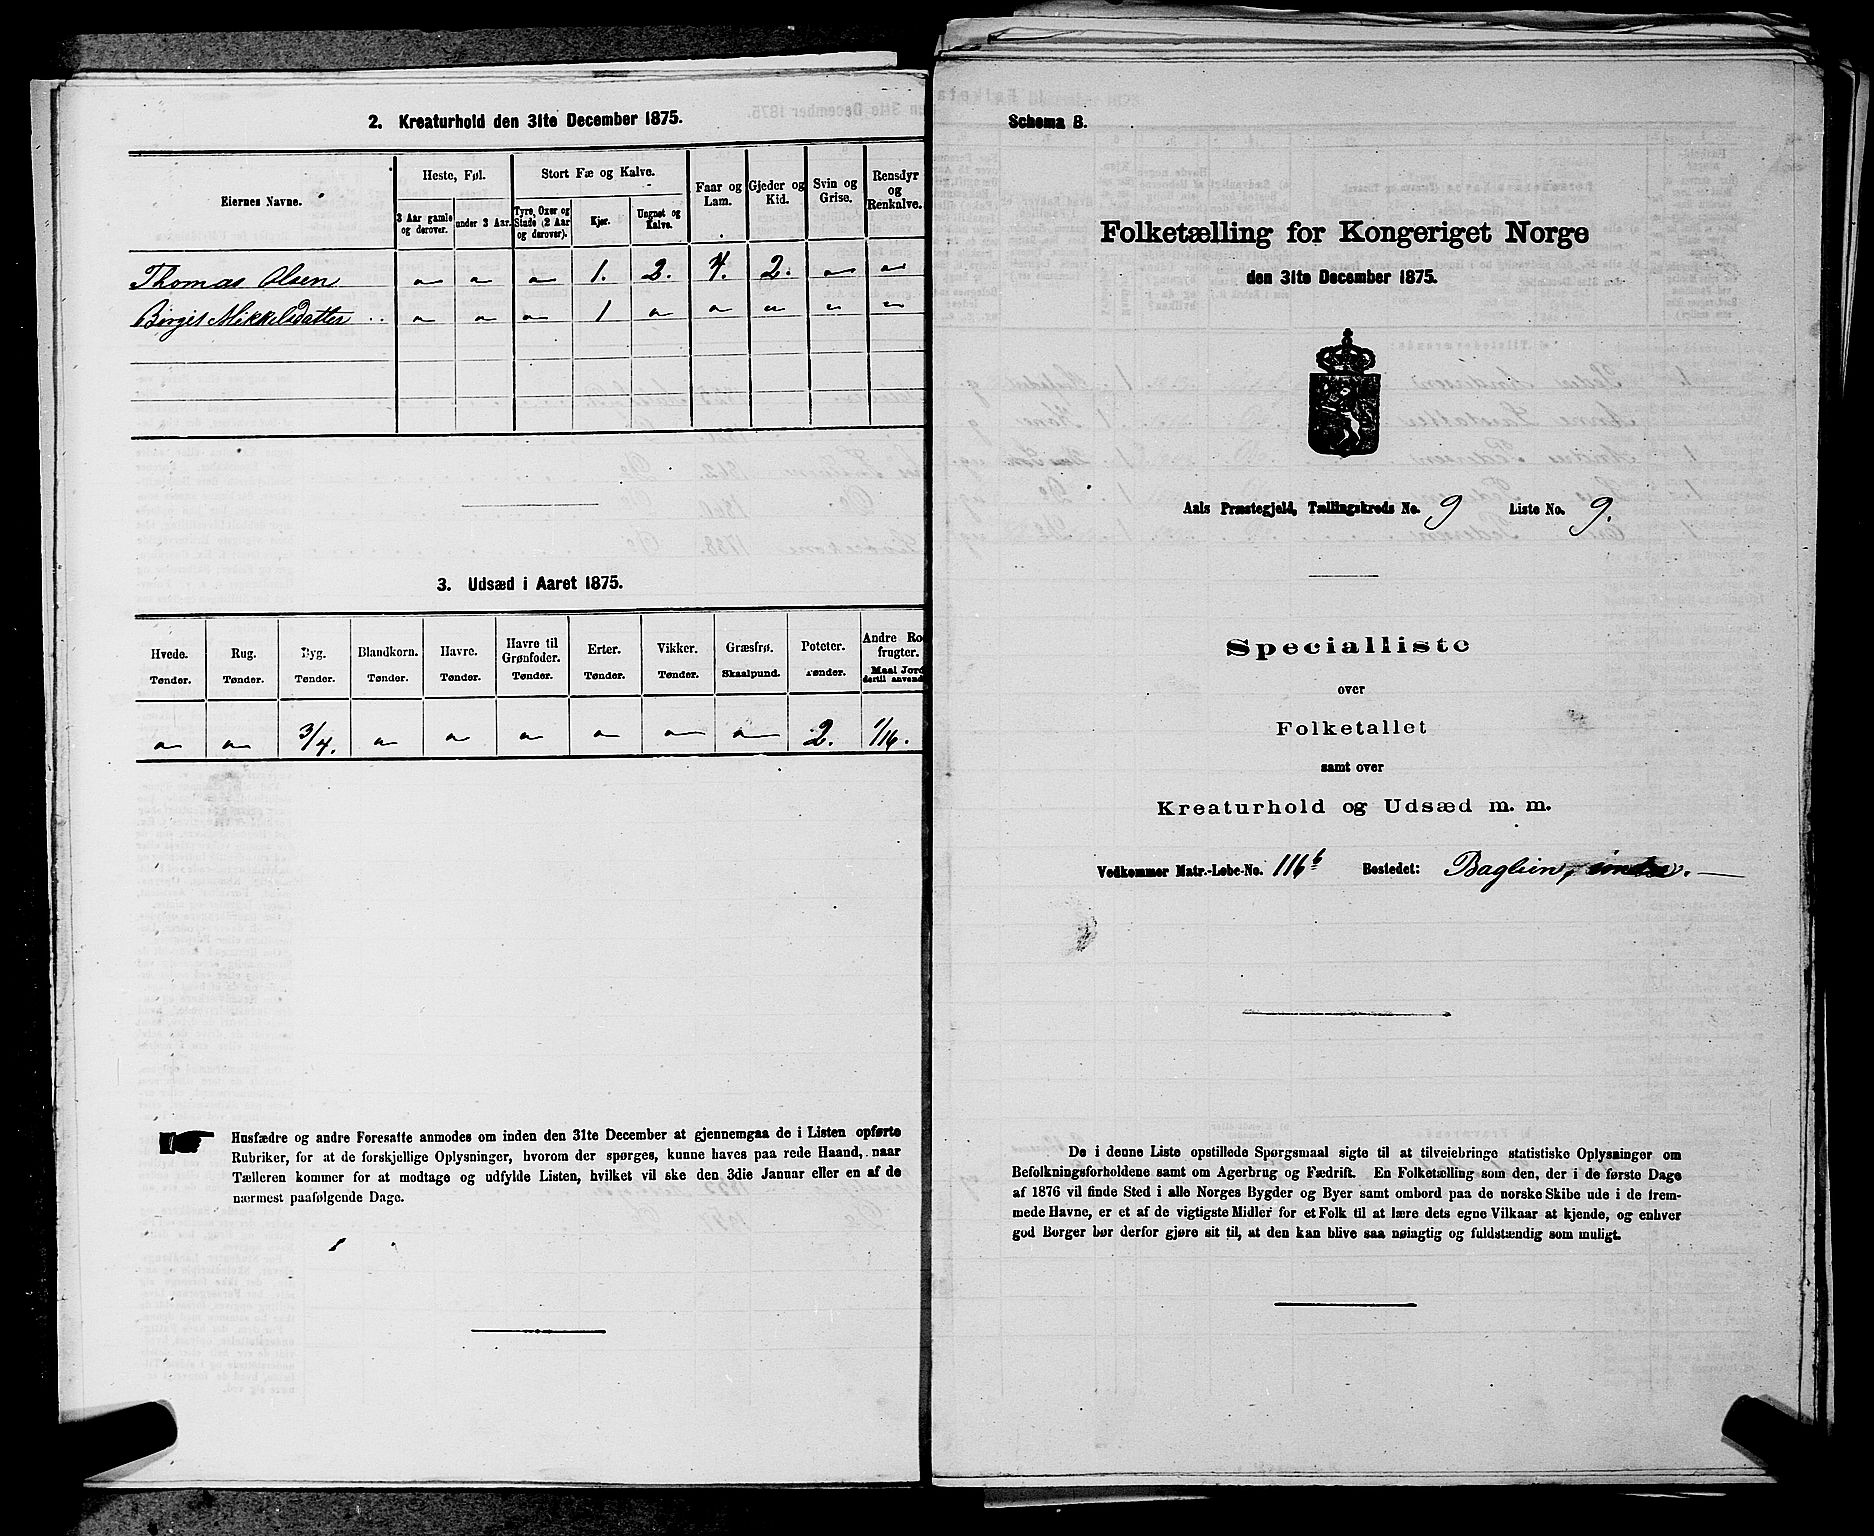 2. Kreaturhold den 31te December 1875.
Eiernes Navne.
Heste, Føl.
Stort Fæ og Kalve.
Faar og Lam.
Gjeder og Kid.
Svin og Grise.
Rensdyr og Renkalve.
3 Aar gamle og derover.
under 3 Aar.
Tyre, Oxer og Stude (2 Aar og derover).
Kjør.
Ungnøt og Kalve.
Thomas Olsen " " " 1. 2. 4. 2. " "
Birgit Mikkelsdatter " " " 1 " " " " "
3. Udsæd i Aaret 1875.
Hvede. Rug. Byg. Blandkorn. Havre. Havre til Grønfoder. Erter. Vikker. Græsfrø. Poteter. Andre Rodfrugter.
Tønder. Tønder. Tønder. Tønder. Tønder. Tønder. Tønder. Tønder. Skaalpund. Tønder. Maal Jord dertil anvendt.
" " 3/4. " " " " " " 2. 1/16.
Husfædre og andre Foresatte anmodes om inden den 31te December at gjennemgaa de i Listen opførte
Rubriker, for at de forskjellige Oplysninger, hvorom der spørges, kunne haves paa rede Haand, naar
Tælleren kommer for at modtage og udfylde Listen, hvilket vil ske den 3die Januar eller en af de
nærmest paafølgende Dage.
Schema B.
Folketælling for Kongeriget Norge
den 31te December 1875.
Aals Præstegjeld, Tællingskreds No. 9 Liste No. 9.
Specialliste
over
Folketallet
samt over
Kreaturhold og Udsæd m. m.
Vedkommer Matr.-Løbe-No. 116b Bostedet: Baglien, indre.
De i denne Liste opstillede Spørgsmaal sigte til at tilveiebringe statistiske Oplysninger om
Befolkningsforholdene samt om Agerbrug og Fædrift. En Folketælling som den, der i de første Dage
af 1876 vil finde Sted i alle Norges Bygder og Byer samt ombord paa de norske Skibe ude i de frem-
mede Havne, er et af de vigtigste Midler for et Folk til at lære dets egne Vilkaar at kjende, og enhver
god Borger bør derfor gjøre sit til, at den kan blive saa nøiagtig og fuldstændig som muligt.